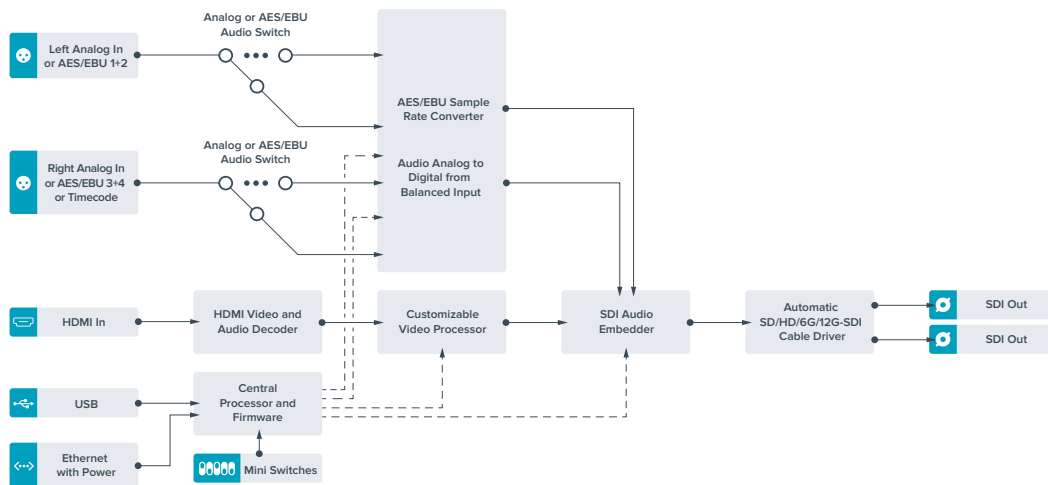 Analog or AES/EBU
Audio Switch
Left Analog In
or AES/EBU 1+2
AES/EBU Sample
Rate Converter
Analog or AES/EBU
Audio Switch
Right Analog In
or AES/EBU 3+4
or Timecode
Audio Analog to
Digital from
Balanced Input
HDMI In
HDMI Video and
Audio Decoder
Customizable
Video Processor
SDI Audio
Embedder
Automatic
SD/HD/6G/12G-SDI
Cable Driver
SDI Out
SDI Out
USB
Central
Processor and
Firmware
Ethernet
with Power
Mini Switches